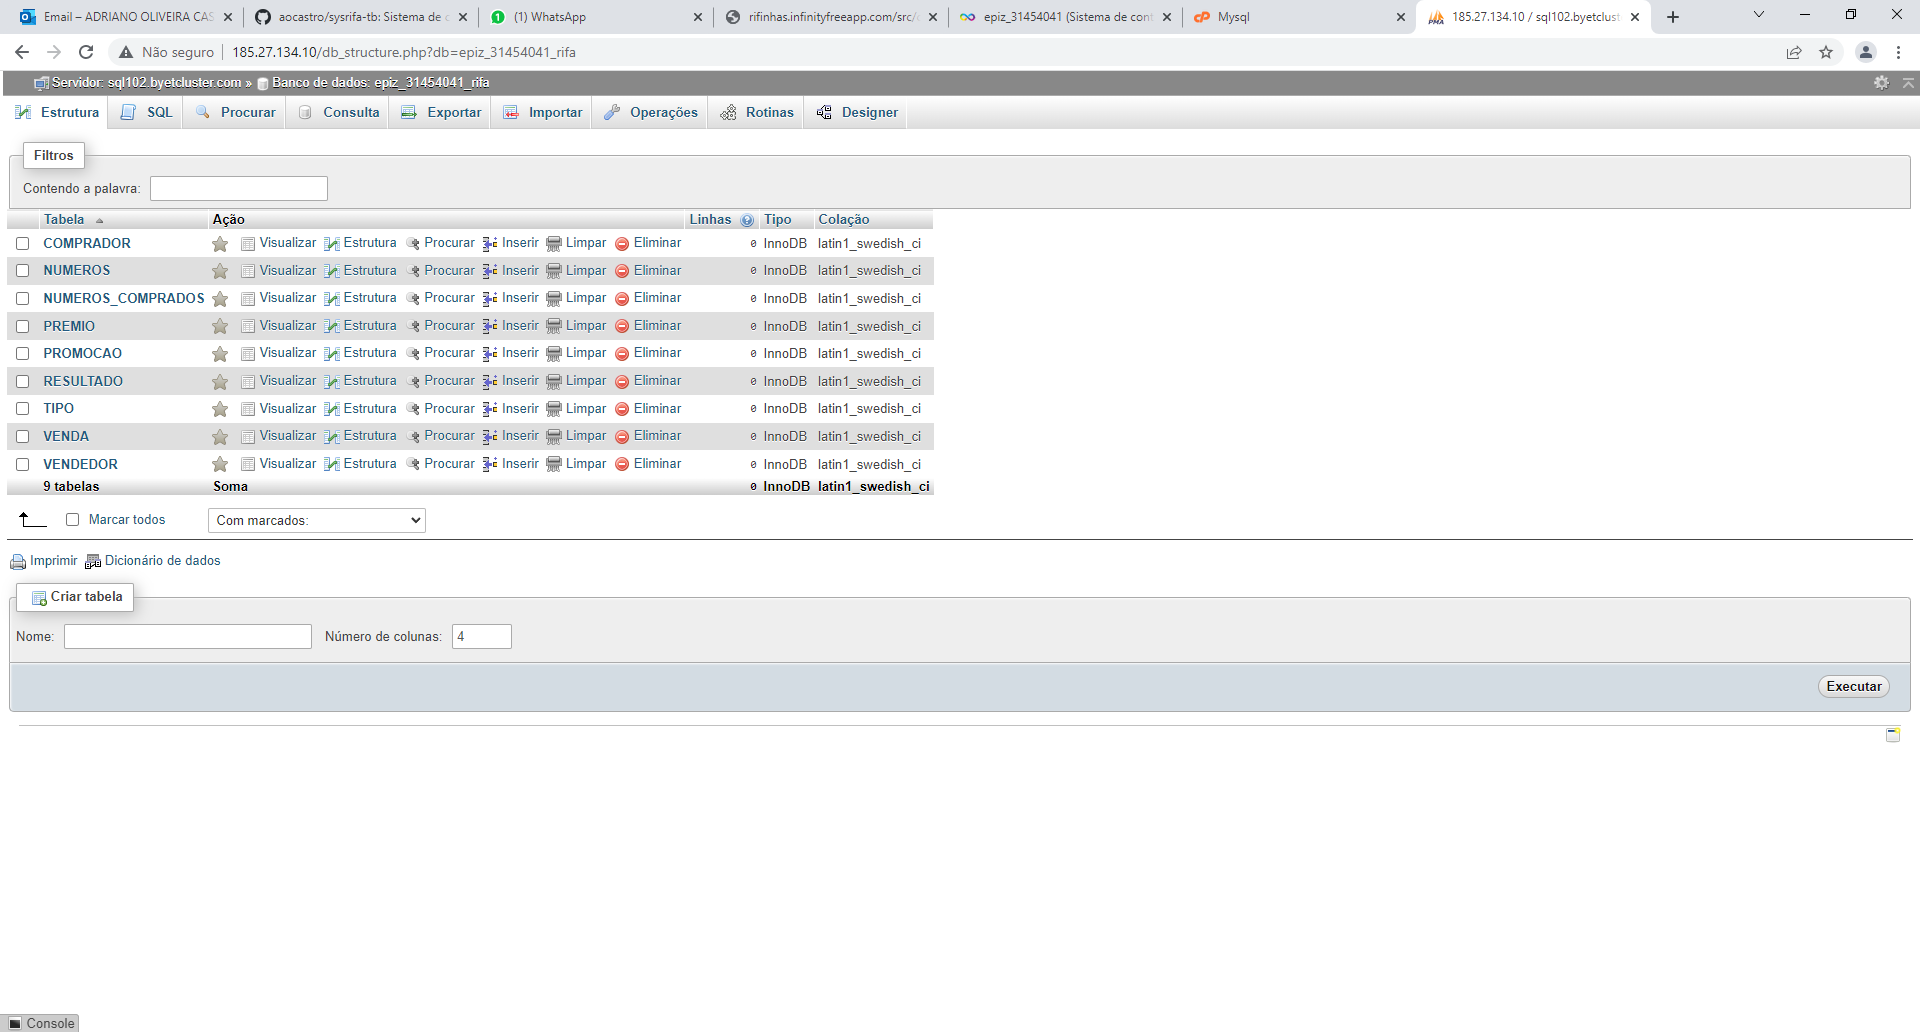 Email – ADRIANO OLIVEIRA CAS
aocastro/sysrifa-tb: Sistema de c
(1) WhatsApp
rifinhas.infinityfreeapp.com/src/c
epiz_31454041 (Sistema de cont
Mysql
185.27.134.10 / sql102.byetcluste
Não seguro
185.27.134.10/db_structure.php?db=epiz_31454041_rifa
Servidor: sql102.byetcluster.com » Banco de dados: epiz_31454041_rifa
Estrutura SQL Procurar Consulta Exportar Importar Operações Rotinas Designer
Filtros
Contendo a palavra:
Tabela Ação Linhas Tipo Colação
COMPRADOR Visualizar Estrutura Procurar Inserir Limpar Eliminar 0 InnoDB latin1_swedish_ci
NUMEROS Visualizar Estrutura Procurar Inserir Limpar Eliminar 0 InnoDB latin1_swedish_ci
NUMEROS_COMPRADOS Visualizar Estrutura Procurar Inserir Limpar Eliminar 0 InnoDB latin1_swedish_ci
PREMIO Visualizar Estrutura Procurar Inserir Limpar Eliminar 0 InnoDB latin1_swedish_ci
PROMOCAO Visualizar Estrutura Procurar Inserir Limpar Eliminar 0 InnoDB latin1_swedish_ci
RESULTADO Visualizar Estrutura Procurar Inserir Limpar Eliminar 0 InnoDB latin1_swedish_ci
TIPO Visualizar Estrutura Procurar Inserir Limpar Eliminar 0 InnoDB latin1_swedish_ci
VENDA Visualizar Estrutura Procurar Inserir Limpar Eliminar 0 InnoDB latin1_swedish_ci
VENDEDOR Visualizar Estrutura Procurar Inserir Limpar Eliminar 0 InnoDB latin1_swedish_ci
9 tabelas Soma 0 InnoDB latin1_swedish_ci
Marcar todos Com marcados:
Imprimir Dicionário de dados
Criar tabela
Nome: Número de colunas: 4
Executar
Console